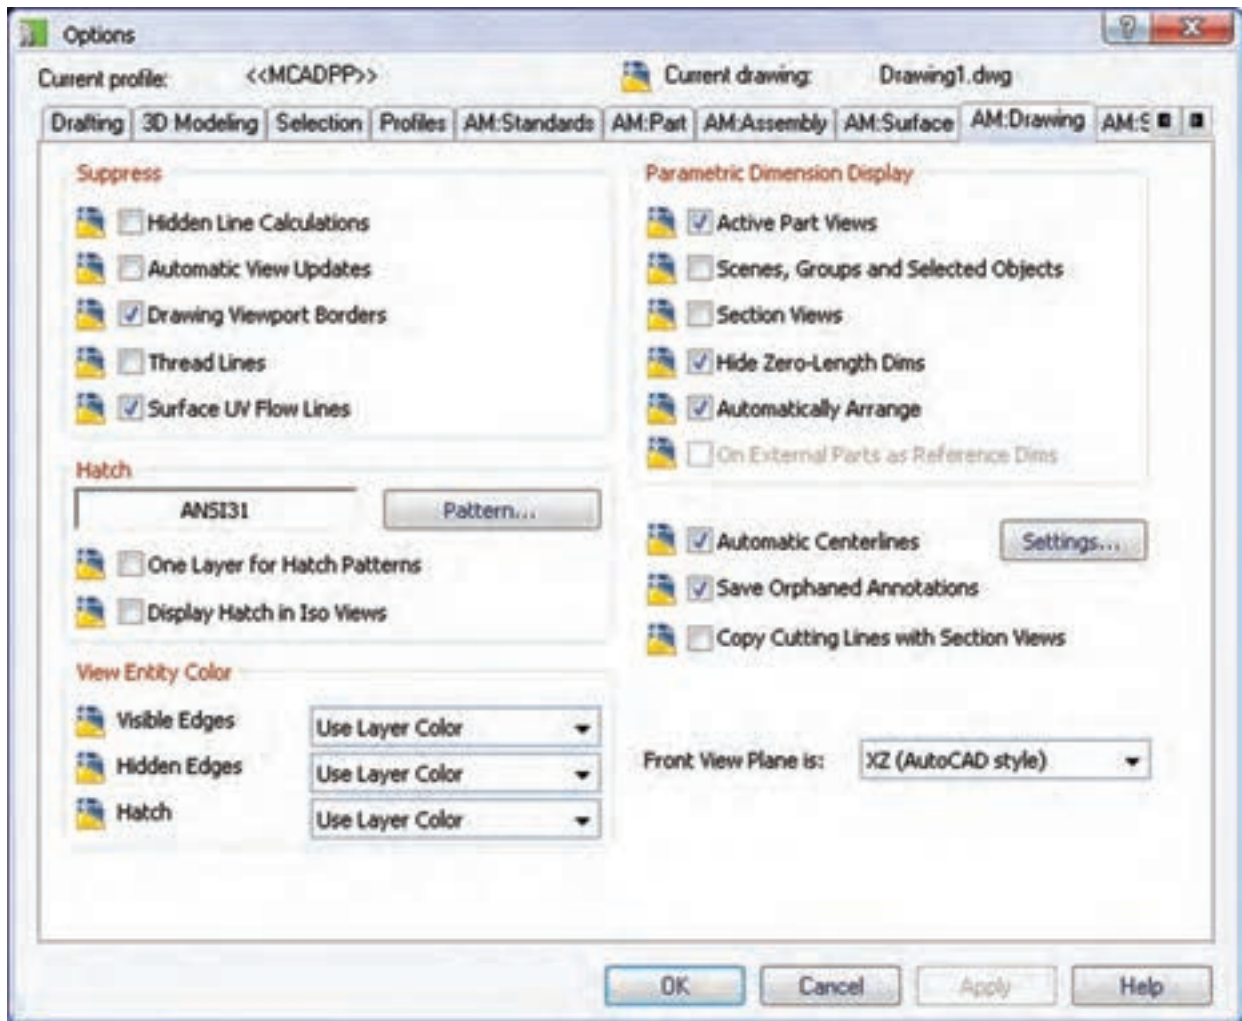 Options
Current profile: <<MCADPP>> Current drawing: Drawing1.dwg
Drafting 3D Modeling Selection Profiles AM:Standards AM:Part AM:Assembly AM:Surface AM:Drawing AM:S
Suppress
Hidden Line Calculations
Automatic View Updates
Drawing Viewport Borders
Thread Lines
Surface UV Flow Lines
Hatch
ANSI31 Pattern...
One Layer for Hatch Patterns
Display Hatch in Iso Views
View Entity Color
Visible Edges Use Layer Color
Hidden Edges Use Layer Color
Hatch Use Layer Color
Parametric Dimension Display
Active Part Views
Scenes, Groups and Selected Objects
Section Views
Hide Zero-Length Dims
Automatically Arrange
On External Parts as Reference Dims
Automatic Centerlines Settings...
Save Orphaned Annotations
Copy Cutting Lines with Section Views
Front View Plane is: XZ (AutoCAD style)
OK Cancel Apply Help